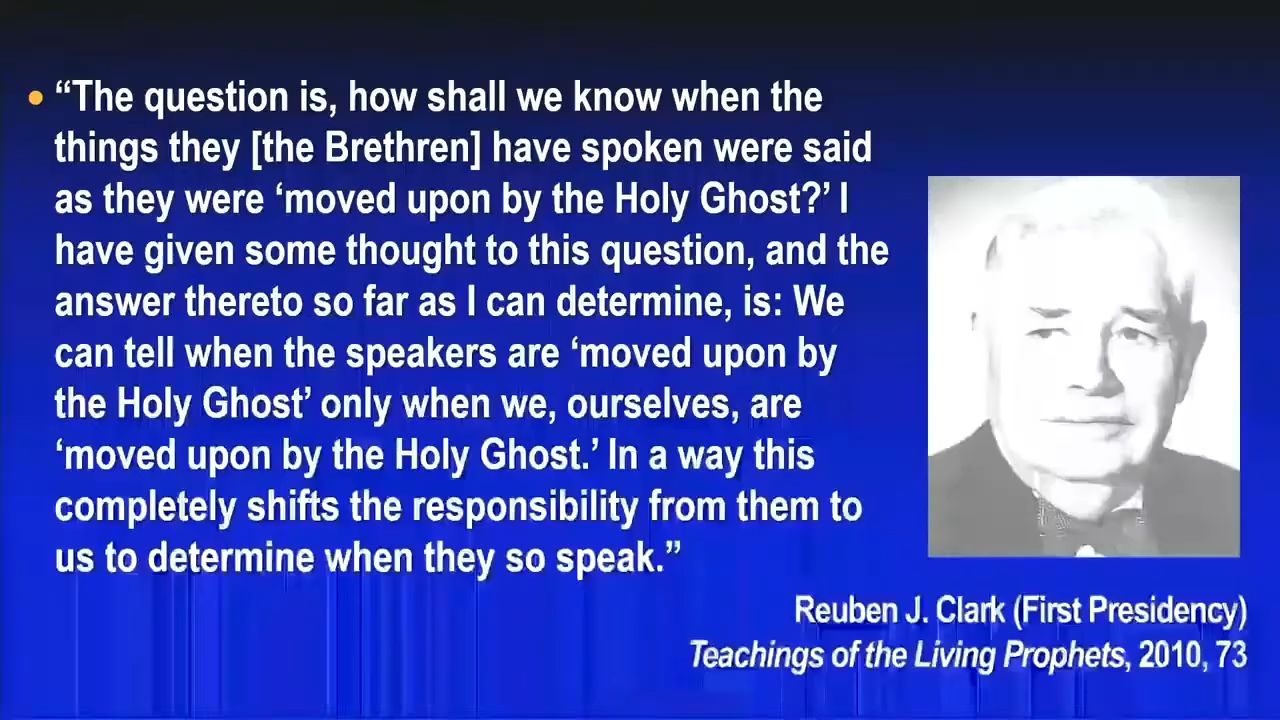 • “The question is, how shall we know when the
things they [the Brethren] have spoken were said
as they were ‘moved upon by the Holy Ghost?’ I
have given some thought to this question, and the
answer thereto so far as I can determine, is: We
can tell when the speakers are ‘moved upon by
the Holy Ghost’ only when we, ourselves, are
‘moved upon by the Holy Ghost.’ In a way this
completely shifts the responsibility from them to
us to determine when they so speak.”
Reuben J. Clark (First Presidency)
Teachings of the Living Prophets, 2010, 73